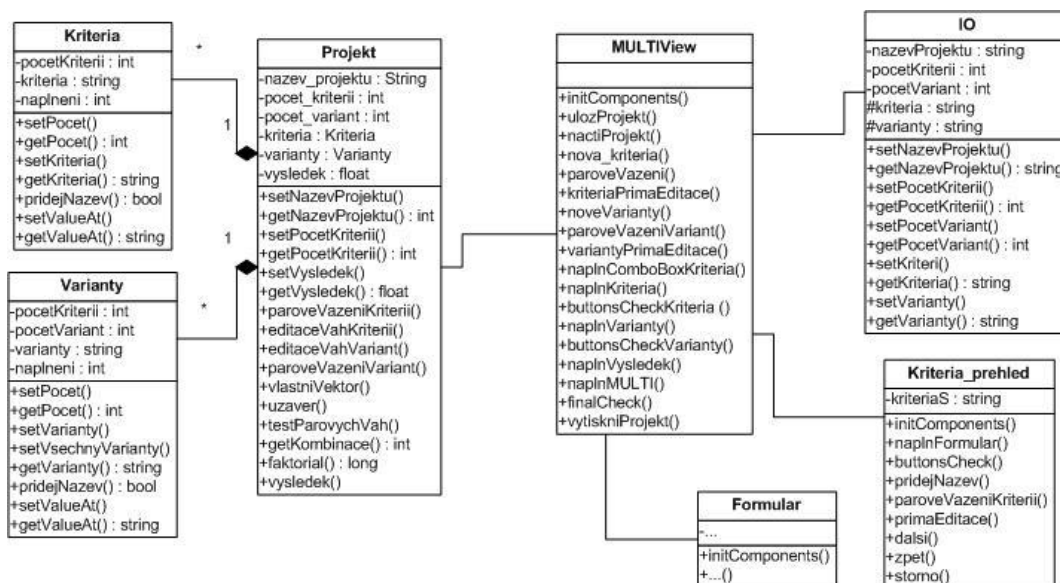 Kriteria
-pocetKriterii : int
-kriteria : string
-naplneni : int
+setPocet()
+getPocet() : int
+setKriteria()
+getKriteria() : string
+pridejNazev() : bool
+setValueAt()
+getValueAt() : string
*
1
Varianty
-pocetKriterii : int
-pocetVariant : int
-varianty : string
-naplneni : int
+setPocet()
+getPocet() : int
+setVarianty()
+setVsechnyVarianty()
+getVarianty() : string
+pridejNazev() : bool
+setValueAt()
+getValueAt() : string
1
*
Projekt
-nazev_projektu : String
-pocet_kriterii : int
-pocet_variant : int
-kriteria : Kriteria
-varianty : Varianty
-vysledek : float
+setNazevProjektu()
+getNazevProjektu() : int
+setPocetKriterii()
+getPocetKriterii() : int
+setVysledek()
+getVysledek() : float
+paroveVazeniKriterii()
+editaceVahKriterii()
+editaceVahVariant()
+paroveVazeniVariant()
+vlastniVektor()
+uzaver()
+testParovychVah()
+getKombinace() : int
+faktorial() : long
+vysledek()
MULTIView
+initComponents()
+ulozProjekt()
+nactiProjekt()
+nova_kriteria()
+paroveVazeni()
+kriteriaPrimaEditace()
+noveVarianty()
+paroveVazeniVariant()
+variantyPrimaEditace()
+naplnComboBoxKriteria()
+naplnKriteria()
+buttonsCheckKriteria ()
+naplnVarianty()
+buttonsCheckVarianty()
+naplnVysledek()
+naplnMULTI()
+finalCheck()
+vytiskniProjekt()
IO
-nazevProjektu : string
-pocetKriterii : int
-pocetVariant : int
#kriteria : string
#varianty : string
+setNazevProjektu()
+getNazevProjektu() : string
+setPocetKriterii()
+getPocetKriterii() : int
+setPocetVariant()
+getPocetVariant() : int
+setKriteri()
+getKriteria() : string
+setVarianty()
+getVarianty() : string
Kriteria_prehled
-kriteriaS : string
+initComponents()
+naplnFormular()
+buttonsCheck()
+pridejNazev()
+paroveVazeniKriterii()
+primaEditace()
+dalsi()
+zpet()
+storno()
Formular
-...
+initComponents()
+...()